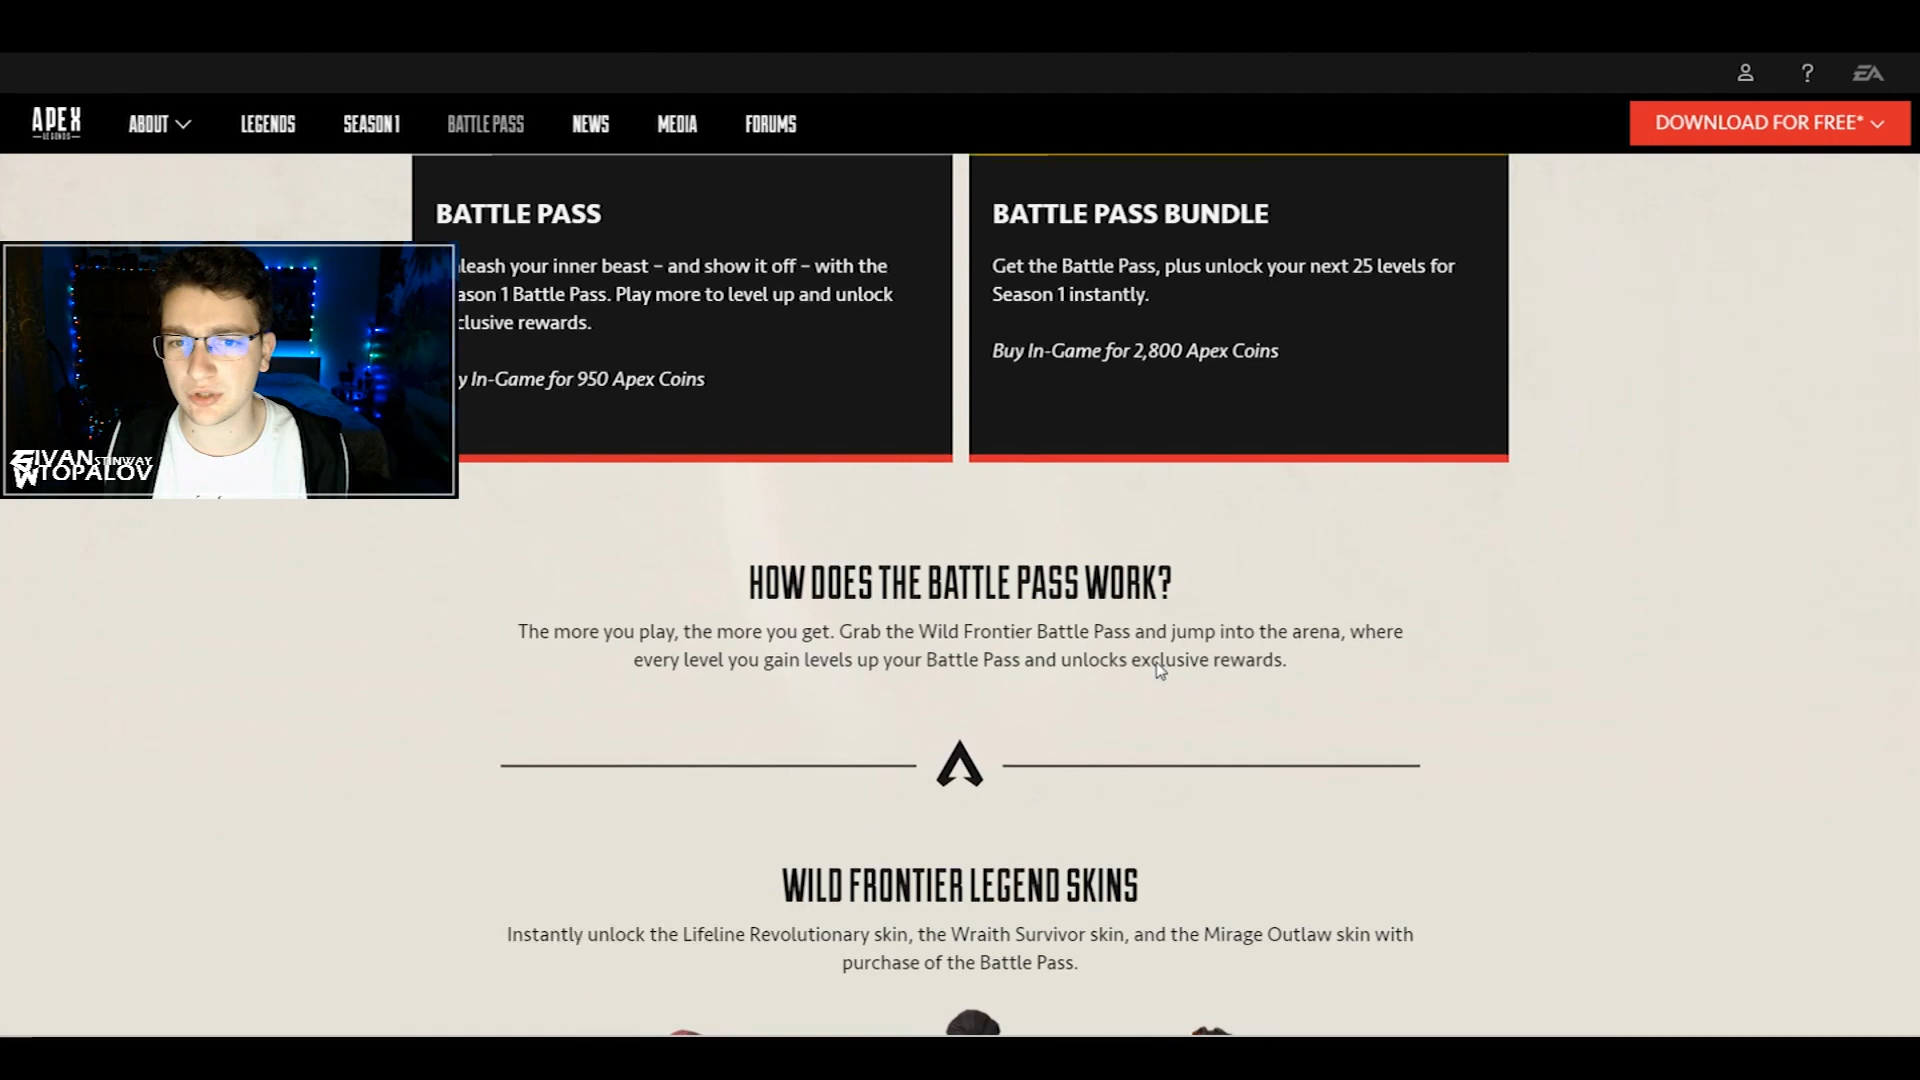 APEX
LEGENDS
ABOUT
LEGENDS
SEASON 1
BATTLE PASS
NEWS
MEDIA
FORUMS
?
EA
DOWNLOAD FOR FREE*
BATTLE PASS
leash your inner beast – and show it off – with the
ason 1 Battle Pass. Play more to level up and unlock
clusive rewards.
y In-Game for 950 Apex Coins
BATTLE PASS BUNDLE
Get the Battle Pass, plus unlock your next 25 levels for
Season 1 instantly.
Buy In-Game for 2,800 Apex Coins
IVAN STINWAY
TOPALOV
HOW DOES THE BATTLE PASS WORK?
The more you play, the more you get. Grab the Wild Frontier Battle Pass and jump into the arena, where
every level you gain levels up your Battle Pass and unlocks exclusive rewards.
WILD FRONTIER LEGEND SKINS
Instantly unlock the Lifeline Revolutionary skin, the Wraith Survivor skin, and the Mirage Outlaw skin with
purchase of the Battle Pass.